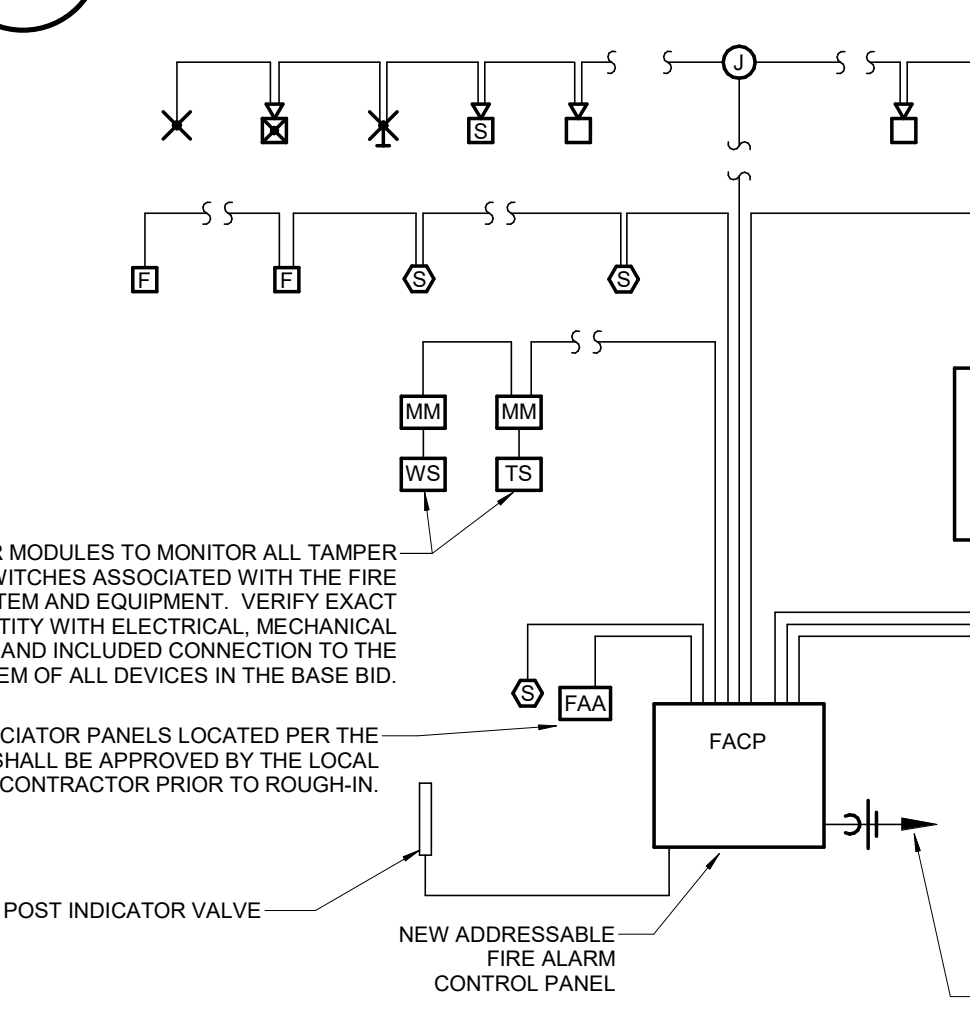 J
S
F
F
S
S
MM
MM
WS
TS
R MODULES TO MONITOR ALL TAMPER
WITCHES ASSOCIATED WITH THE FIRE
TEM AND EQUIPMENT. VERIFY EXACT
TITY WITH ELECTRICAL, MECHANICAL
AND INCLUDED CONNECTION TO THE
EM OF ALL DEVICES IN THE BASE BID.
S
FAA
CIATOR PANELS LOCATED PER THE
SHALL BE APPROVED BY THE LOCAL
CONTRACTOR PRIOR TO ROUGH-IN.
FACP
POST INDICATOR VALVE
NEW ADDRESSABLE
FIRE ALARM
CONTROL PANEL